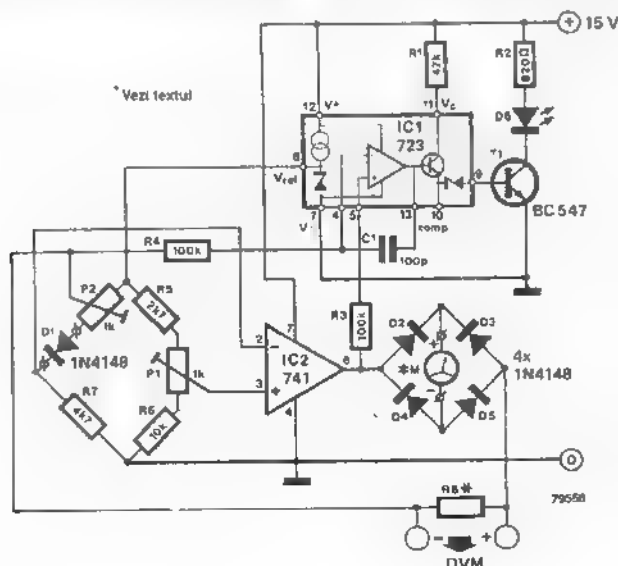 + 15 V
R1
47k
R2
820Ω
* Vezi textul
12 V+
11 Vc
D6
IC1
723
6
Vref
9
T1
BC 547
7 4 5 13 10
V-
comp.
C1
100p
R4
100k
P2
1k
R5
2k7
D1
1N4148
P1
1k
R3
100k
R7
4k7
R6
10k
2
3
7
6
4
IC2
741
D2
D3
*M
4x
1N4148
D4
D5
0
79558
R8*
- +
DVM